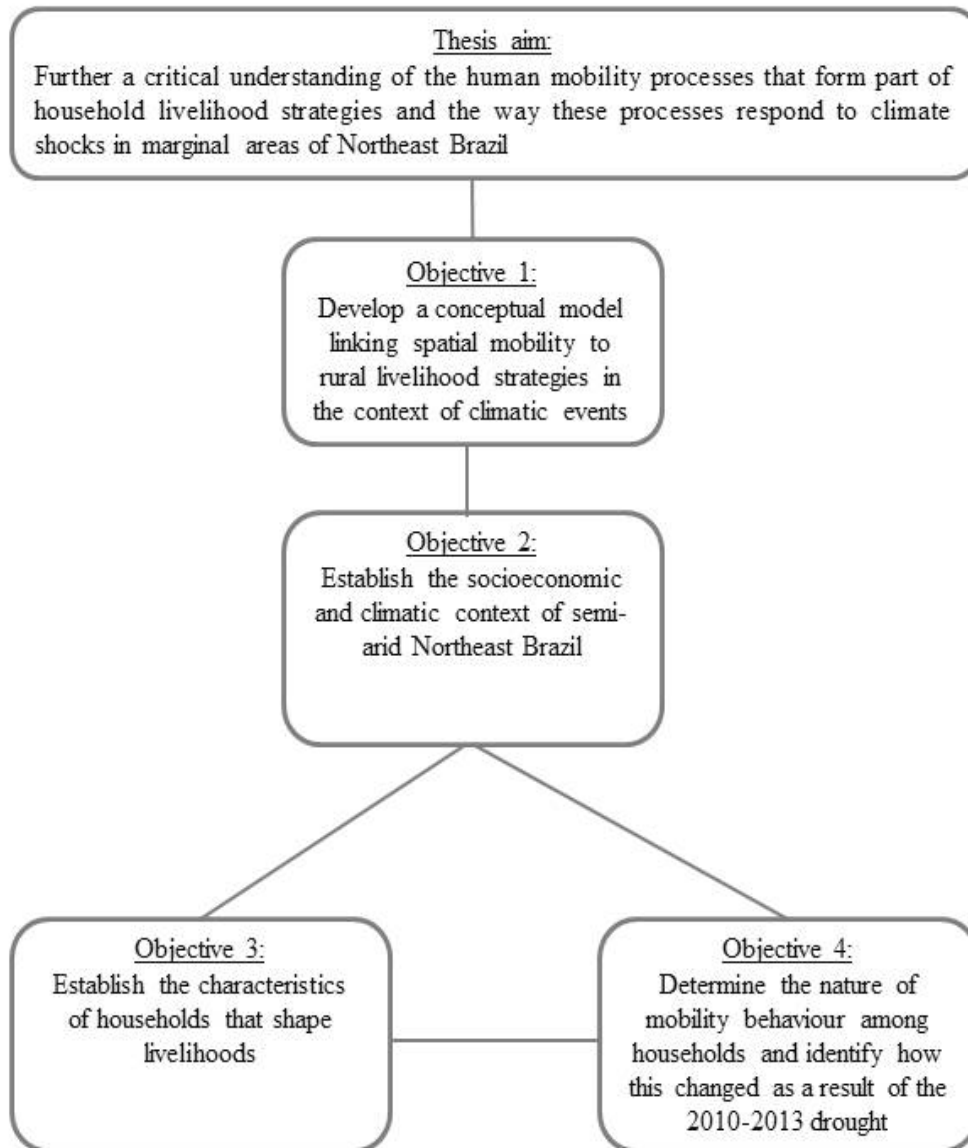 Thesis aim:
Further a critical understanding of the human mobility processes that form part of
household livelihood strategies and the way these processes respond to climate
shocks in marginal areas of Northeast Brazil
Objective 1:
Develop a conceptual model
linking spatial mobility to
rural livelihood strategies in
the context of climatic events
Objective 2:
Establish the socioeconomic
and climatic context of semi-
arid Northeast Brazil
Objective 3:
Establish the characteristics
of households that shape
livelihoods
Objective 4:
Determine the nature of
mobility behaviour among
households and identify how
this changed as a result of the
2010-2013 drought